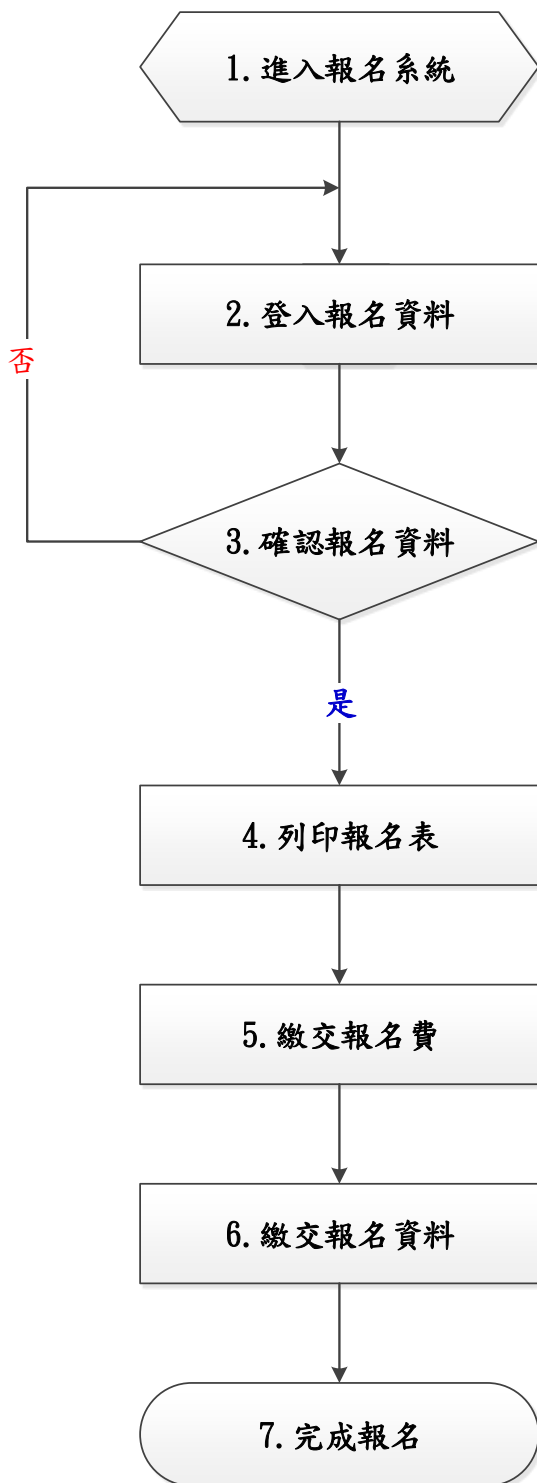 1. 進入報名系統
2. 登入報名資料
否
3. 確認報名資料
是
4. 列印報名表
5. 繳交報名費
6. 繳交報名資料
7. 完成報名